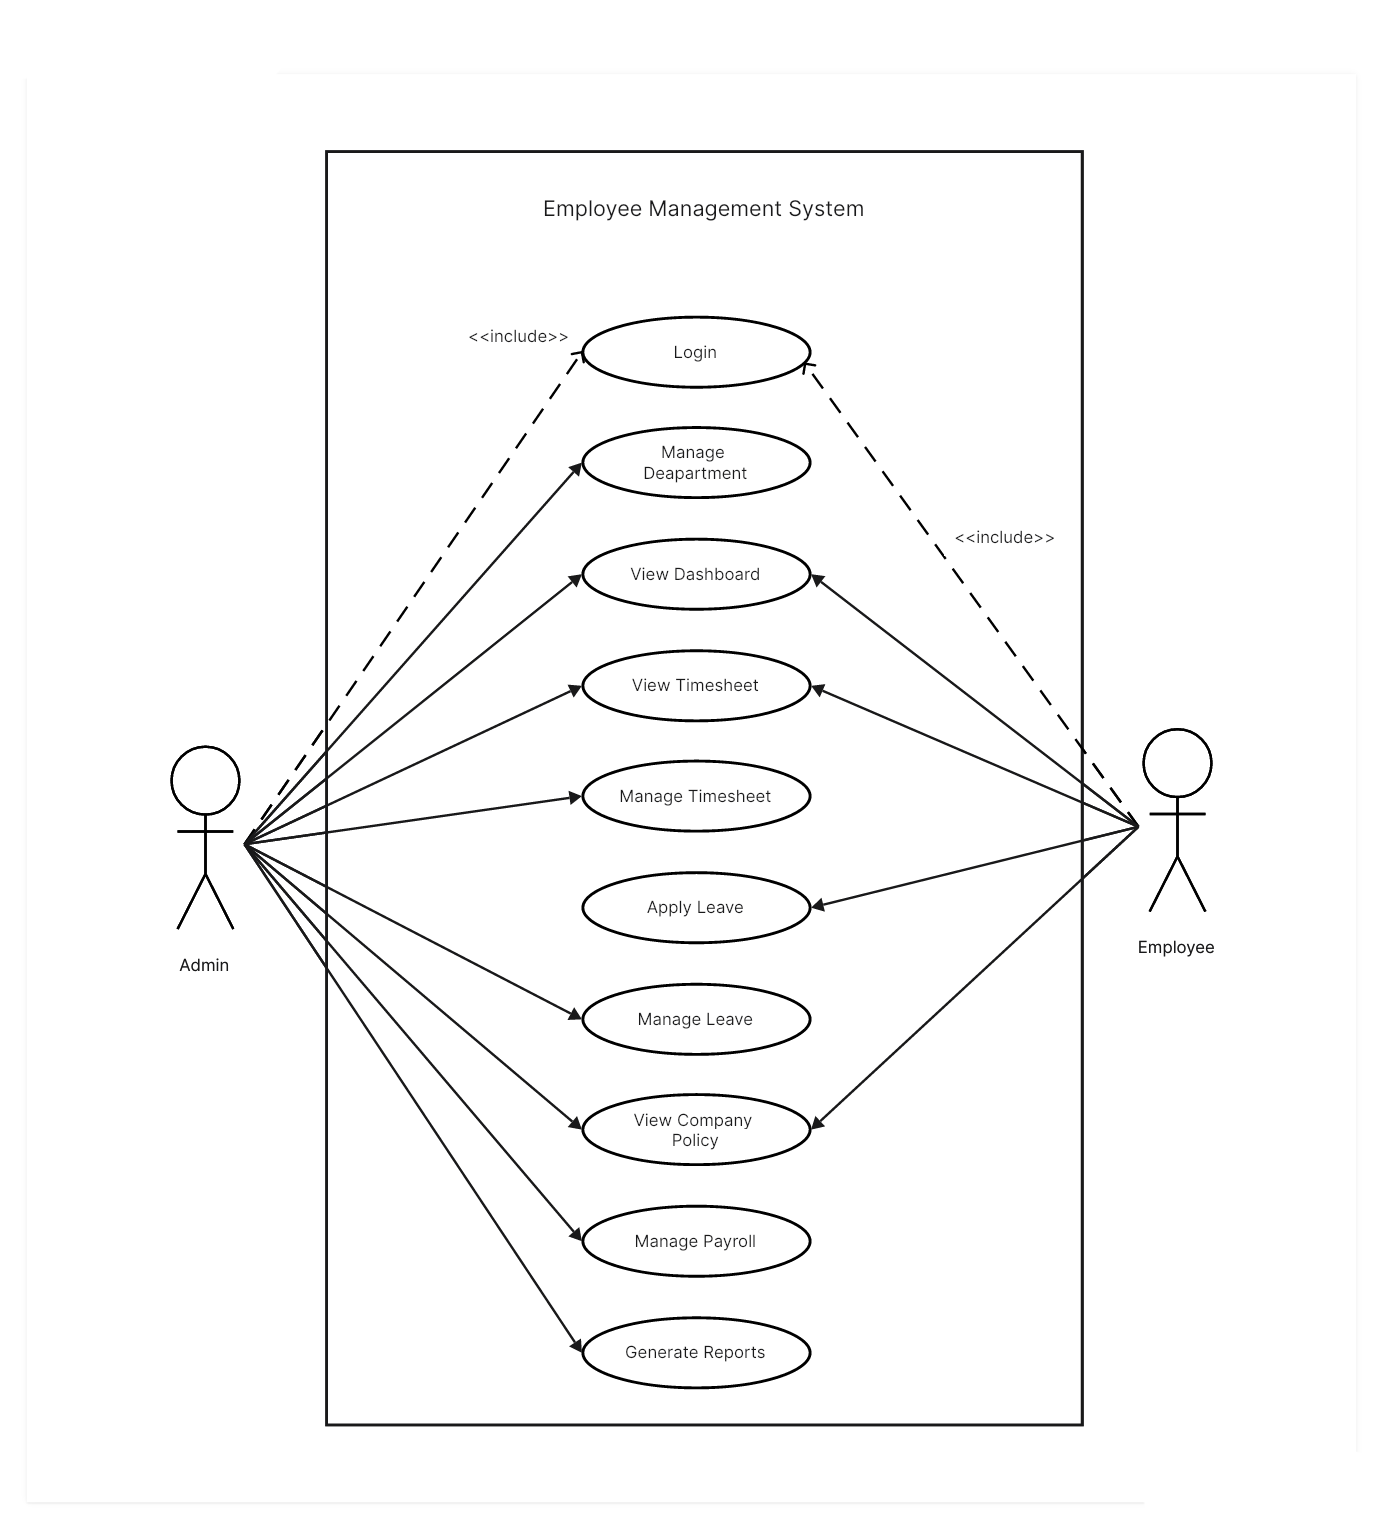 Employee Management System
<<include>>
Login
Manage
Deapartment
<<include>>
View Dashboard
View Timesheet
Manage Timesheet
Apply Leave
Employee
Admin
Manage Leave
View Company
Policy
Manage Payroll
Generate Reports